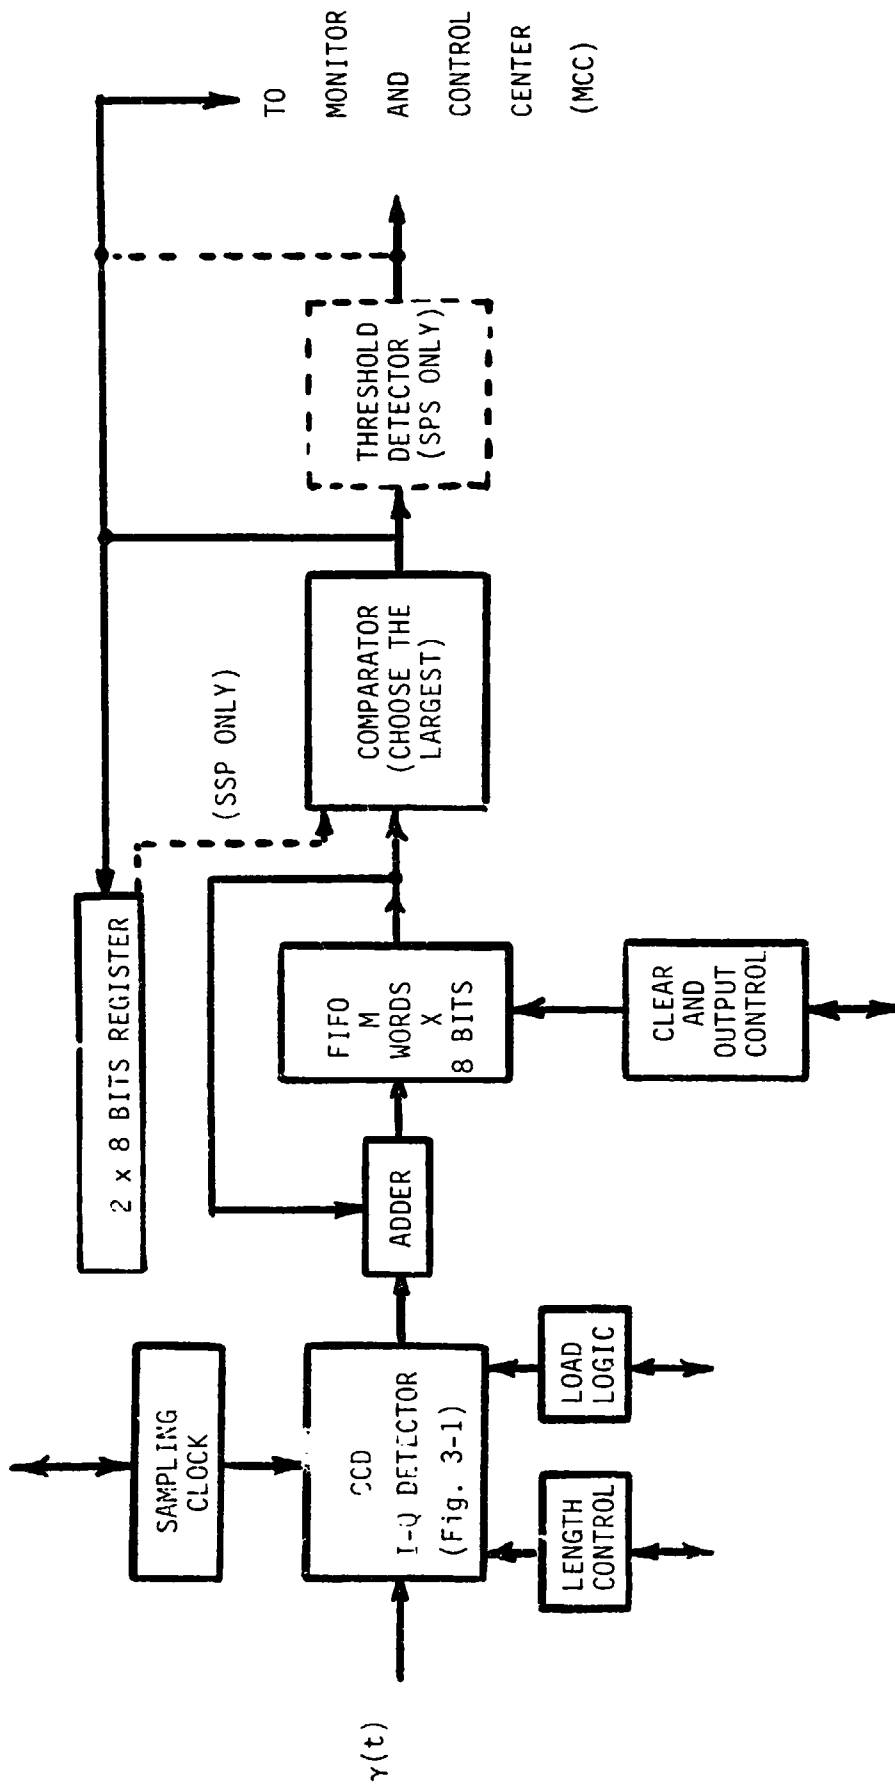 γ(t)
SAMPLING
CLOCK
CCD
I-Q DETECTOR
(Fig. 3-1)
LENGTH
CONTROL
LOAD
LOGIC
ADDER
2 x 8 BITS REGISTER
FIFO
M
WORDS
X
8 BITS
CLEAR
AND
OUTPUT
CONTROL
(SSP ONLY)
COMPARATOR
(CHOOSE THE
LARGEST)
THRESHOLD
DETECTOR
(SPS ONLY)
TO
MONITOR
AND
CONTROL
CENTER
(MCC)